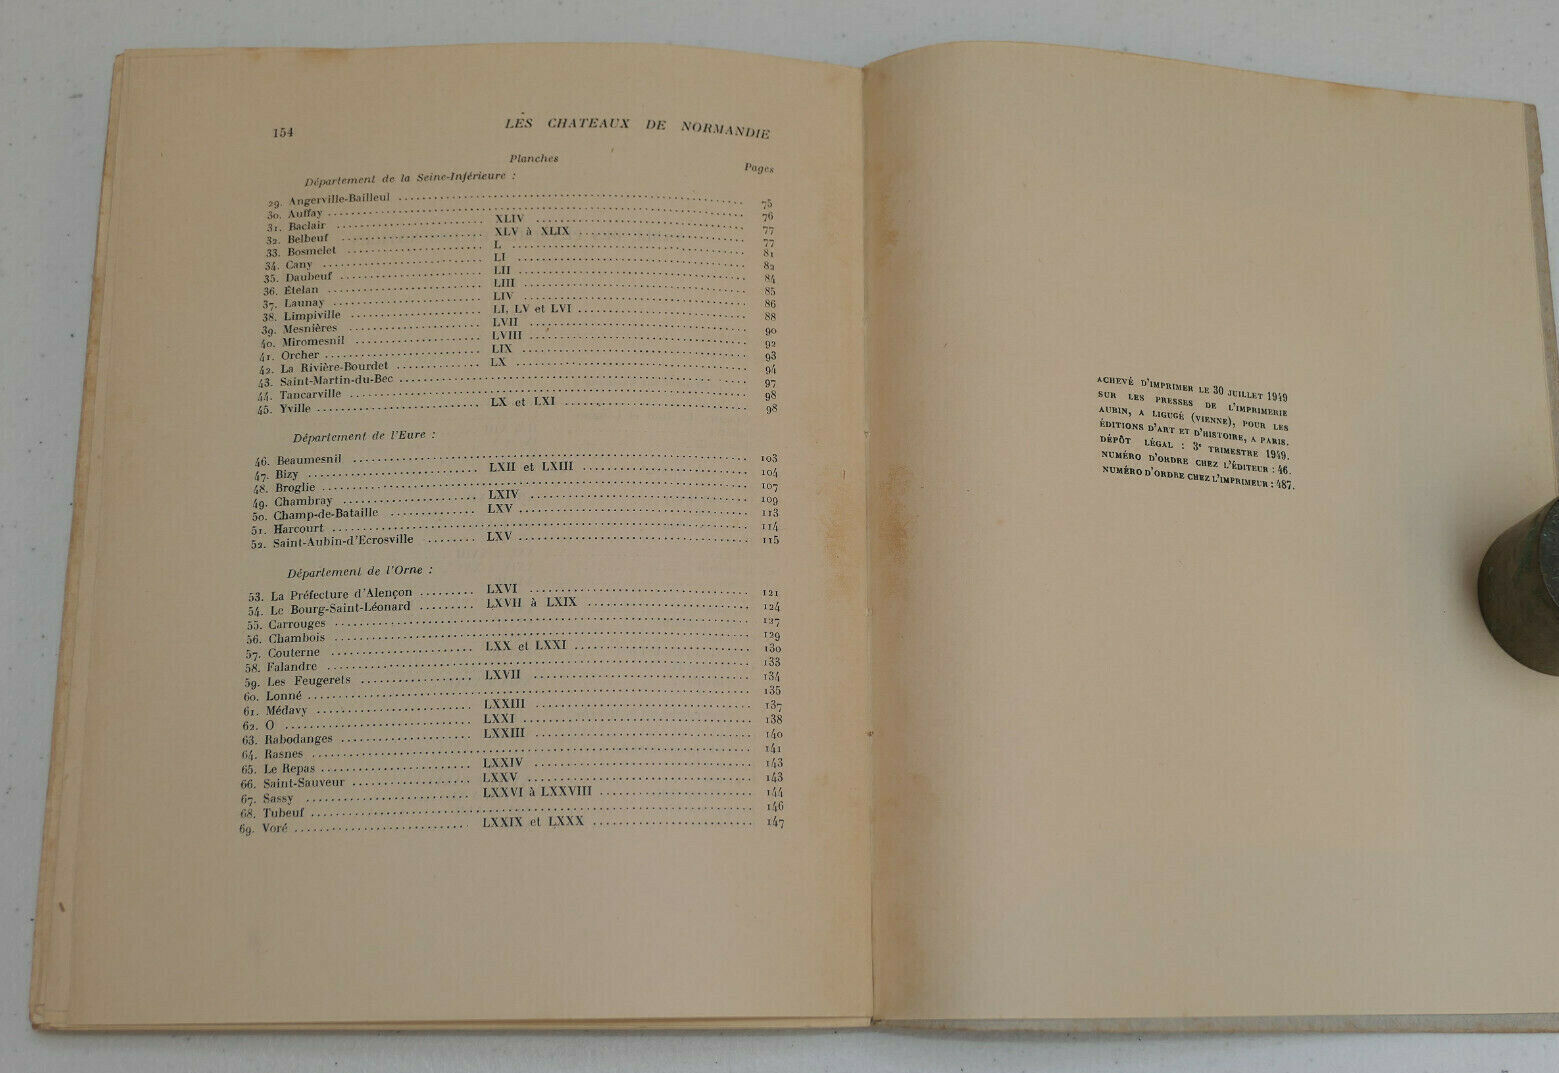 154
LES CHATEAUX DE NORMANDIE
Planches
Pages
Département de la Seine-Inférieure :
29. Angerville-Bailleul ........ 75
30. Auffay ........ 76
31. Baclair ........ XLIV ........ 77
32. Belbeuf ........ XLV à XLIX ........ 77
33. Bosmelet ........ L ........ 81
34. Cany ........ LI ........ 82
35. Daubeuf ........ LII ........ 84
36. Ételan ........ LIII ........ 85
37. Launay ........ LIV ........ 86
38. Limpiville ........ LI, LV et LVI ........ 88
39. Mesnières ........ LVII ........ 90
40. Miromesnil ........ LVIII ........ 92
41. Orcher ........ LIX ........ 93
42. La Rivière-Bourdet ........ LX ........ 94
43. Saint-Martin-du-Bec ........ 97
44. Tancarville ........ 98
45. Yville ........ LX et LXI ........ 98
Département de l'Eure :
46. Beaumesnil ........ 103
47. Bizy ........ LXII et LXIII ........ 104
48. Broglie ........ 107
49. Chambray ........ LXIV ........ 109
50. Champ-de-Bataille ........ LXV ........ 113
51. Harcourt ........ 114
52. Saint-Aubin-d'Ecrosville ........ LXV ........ 115
Département de l'Orne :
53. La Préfecture d'Alençon ........ LXVI ........ 121
54. Le Bourg-Saint-Léonard ........ LXVII à LXIX ........ 124
55. Carrouges ........ 127
56. Chambois ........ 129
57. Couterne ........ LXX et LXXI ........ 130
58. Falandre ........ 133
59. Les Feugerets ........ LXVII ........ 134
60. Lonné ........ 135
61. Médavy ........ LXXIII ........ 137
62. O ........ LXXI ........ 138
63. Rabodanges ........ LXXIII ........ 140
64. Rasnes ........ 141
65. Le Repas ........ LXXIV ........ 143
66. Saint-Sauveur ........ LXXV ........ 143
67. Sassy ........ LXXVI à LXXVIII ........ 144
68. Tubeuf ........ 146
69. Voré ........ LXXIX et LXXX ........ 147
ACHEVÉ D'IMPRIMER LE 30 JUILLET 1949
SUR LES PRESSES DE L'IMPRIMERIE
AUBIN, A LIGUGÉ (VIENNE), POUR LES
ÉDITIONS D'ART ET D'HISTOIRE, A PARIS.
DÉPÔT LÉGAL : 3e TRIMESTRE 1949.
NUMÉRO D'ORDRE CHEZ L'ÉDITEUR : 46.
NUMÉRO D'ORDRE CHEZ L'IMPRIMEUR : 487.